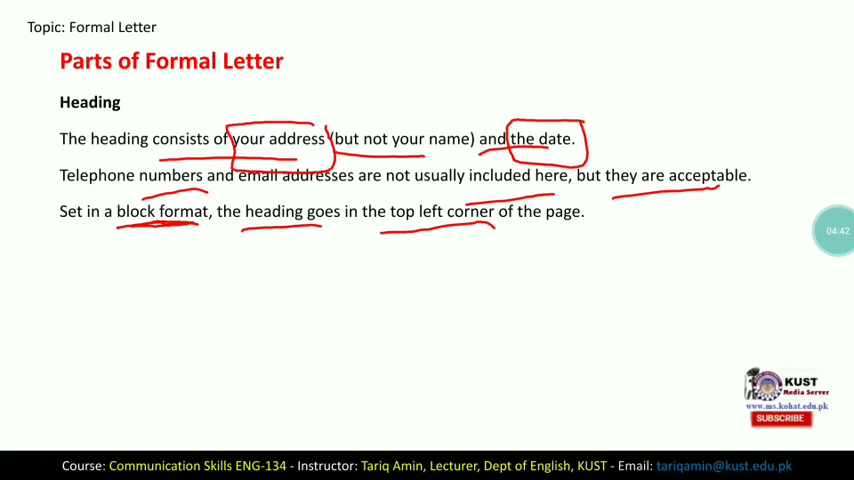 Topic: Formal Letter
Parts of Formal Letter
Heading
The heading consists of your address (but not your name) and the date.
Telephone numbers and email addresses are not usually included here, but they are acceptable.
Set in a block format, the heading goes in the top left corner of the page.
04:42
KUST
Media Server
www.ms.kohat.edu.pk
SUBSCRIBE
Course: Communication Skills ENG-134 - Instructor: Tariq Amin, Lecturer, Dept of English, KUST - Email: tariqamin@kust.edu.pk